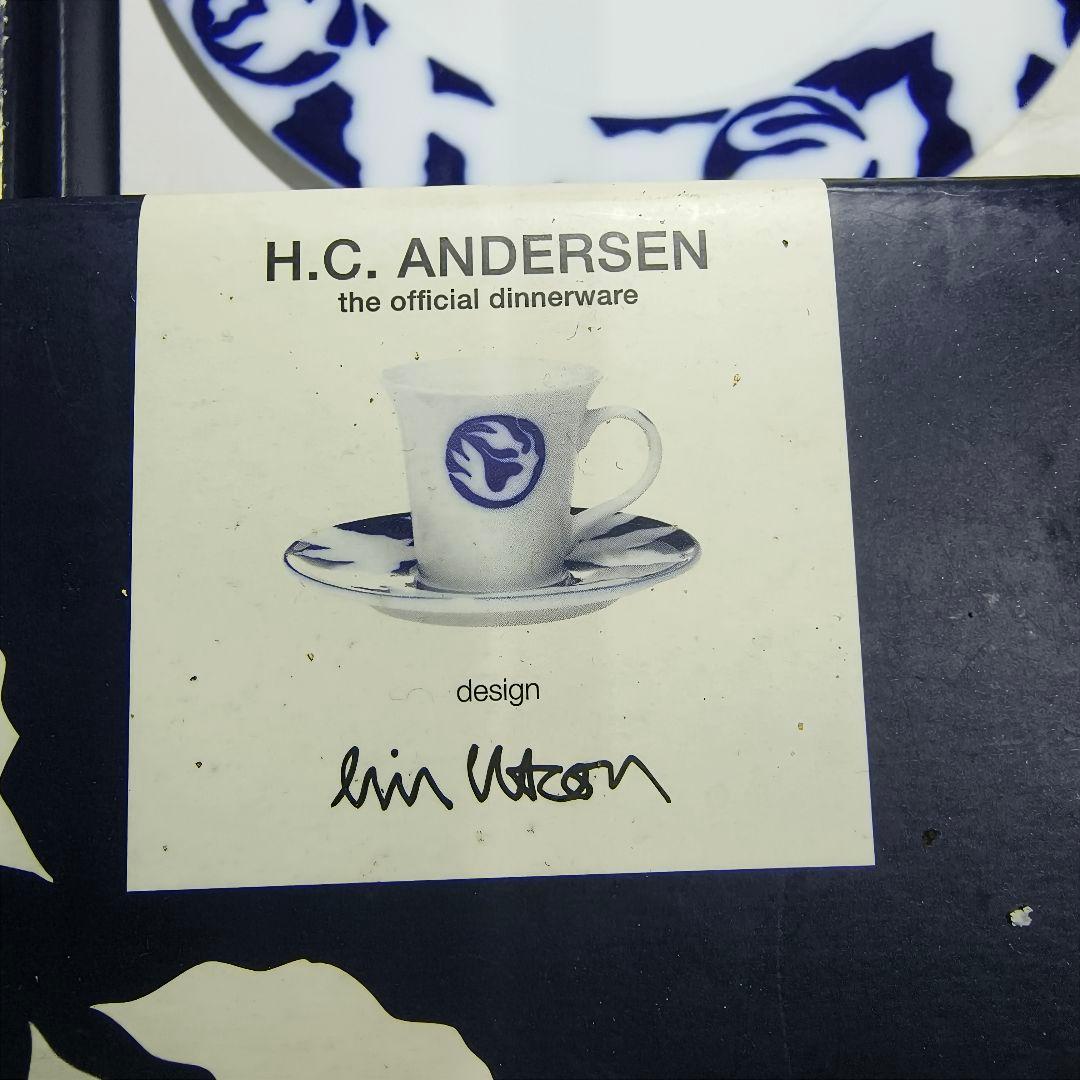 H.C. ANDERSEN
the official dinnerware
design
Lin Utzon